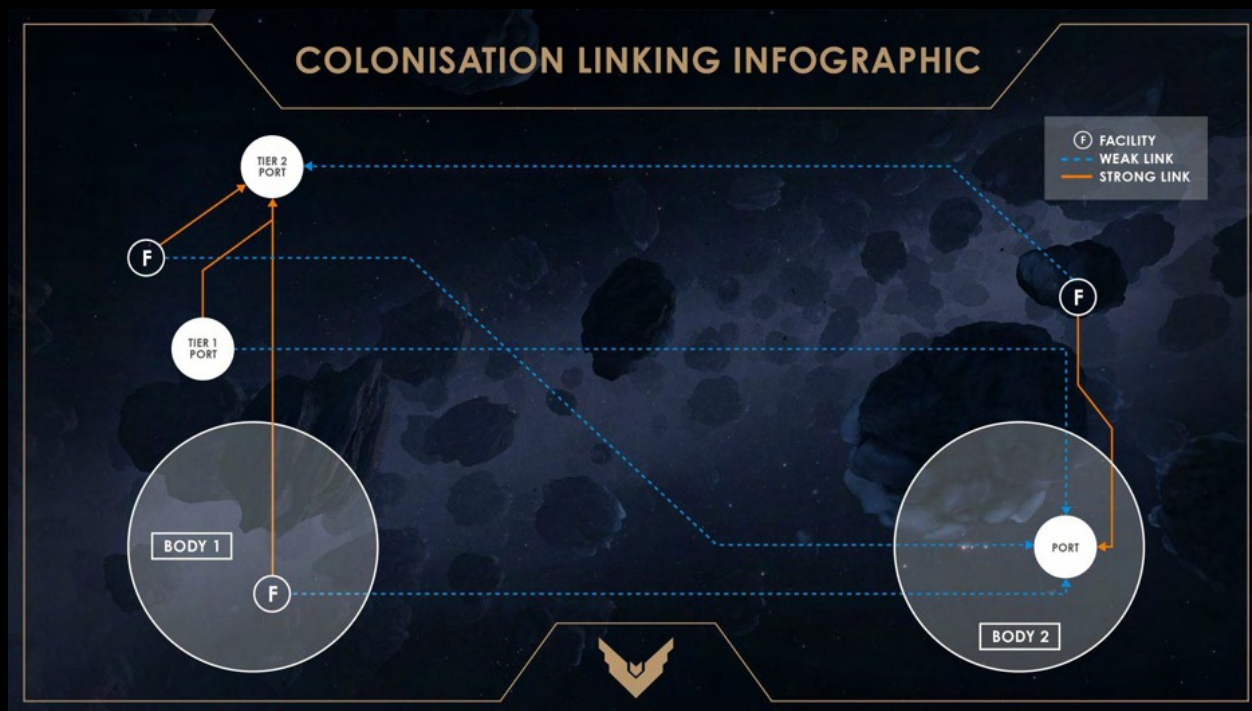 COLONISATION LINKING INFOGRAPHIC
F FACILITY
WEAK LINK
STRONG LINK
TIER 2
PORT
F
F
TIER 1
PORT
BODY 1
PORT
F
BODY 2